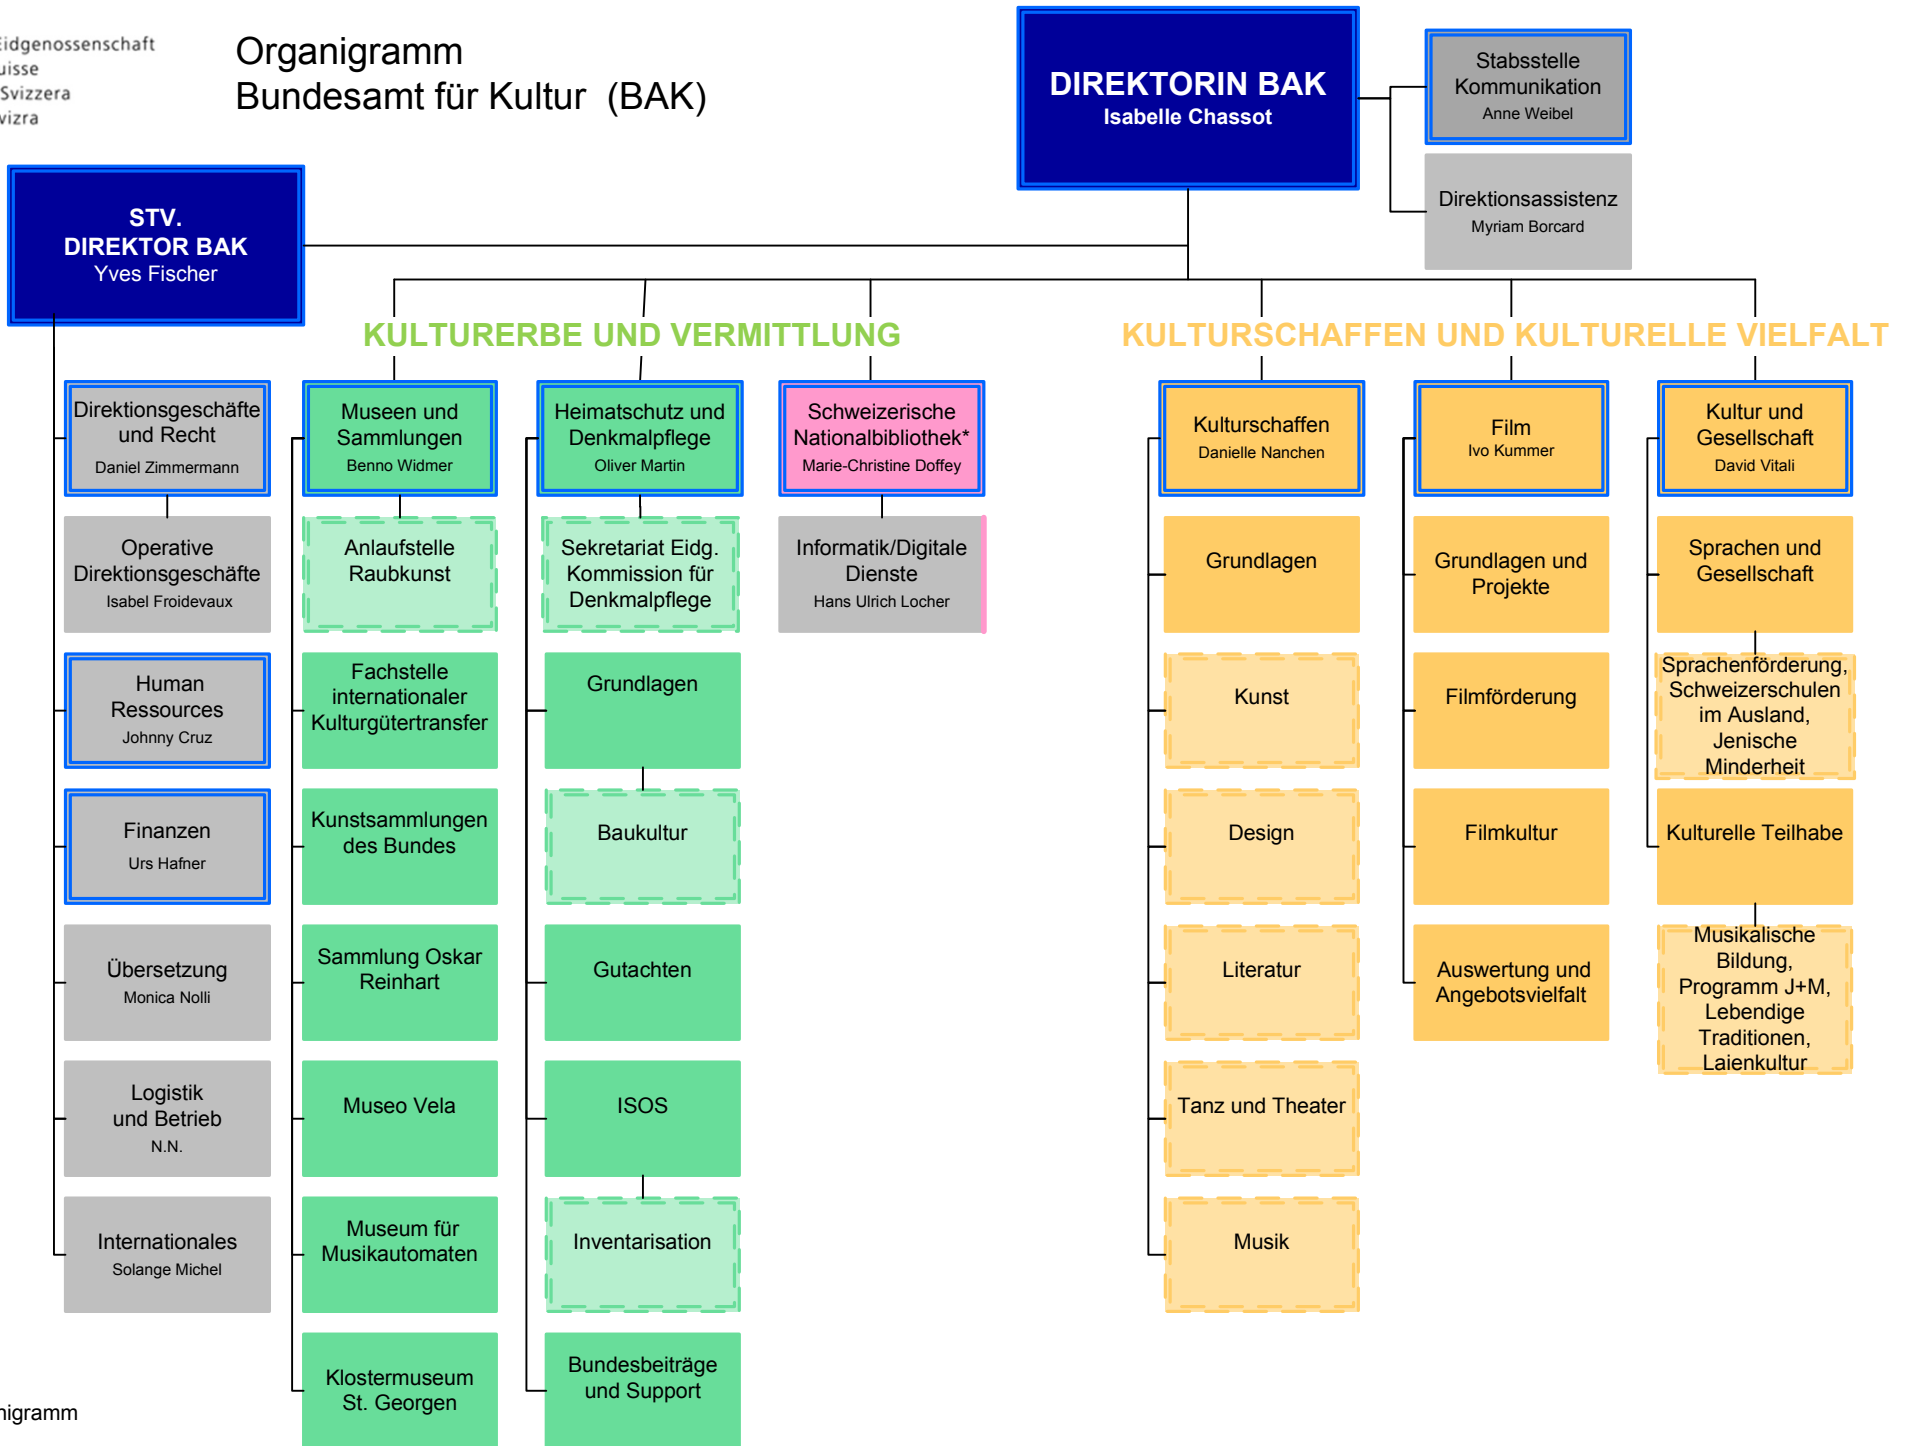 Eidgenossenschaft
uisse
Svizzera
vizra
Organigramm
Bundesamt für Kultur (BAK)
DIREKTORIN BAK
Isabelle Chassot
Stabsstelle
Kommunikation
Anne Weibel
Direktionsassistenz
Myriam Borcard
STV.
DIREKTOR BAK
Yves Fischer
KULTURERBE UND VERMITTLUNG
KULTURSCHAFFEN UND KULTURELLE VIELFALT
Direktionsgeschäfte
und Recht
Daniel Zimmermann
Operative
Direktionsgeschäfte
Isabel Froidevaux
Human
Ressources
Johnny Cruz
Finanzen
Urs Hafner
Übersetzung
Monica Nolli
Logistik
und Betrieb
N.N.
Internationales
Solange Michel
Museen und
Sammlungen
Benno Widmer
Anlaufstelle
Raubkunst
Fachstelle
internationaler
Kulturgütertransfer
Kunstsammlungen
des Bundes
Sammlung Oskar
Reinhart
Museo Vela
Museum für
Musikautomaten
Klostermuseum
St. Georgen
Heimatschutz und
Denkmalpflege
Oliver Martin
Sekretariat Eidg.
Kommission für
Denkmalpflege
Grundlagen
Baukultur
Gutachten
ISOS
Inventarisation
Bundesbeiträge
und Support
Schweizerische
Nationalbibliothek*
Marie-Christine Doffey
Informatik/Digitale
Dienste
Hans Ulrich Locher
Kulturschaffen
Danielle Nanchen
Grundlagen
Kunst
Design
Literatur
Tanz und Theater
Musik
Film
Ivo Kummer
Grundlagen und
Projekte
Filmförderung
Filmkultur
Auswertung und
Angebotsvielfalt
Kultur und
Gesellschaft
David Vitali
Sprachen und
Gesellschaft
Sprachenförderung,
Schweizerschulen
im Ausland,
Jenische
Minderheit
Kulturelle Teilhabe
Musikalische
Bildung,
Programm J+M,
Lebendige
Traditionen,
Laienkultur
nigramm